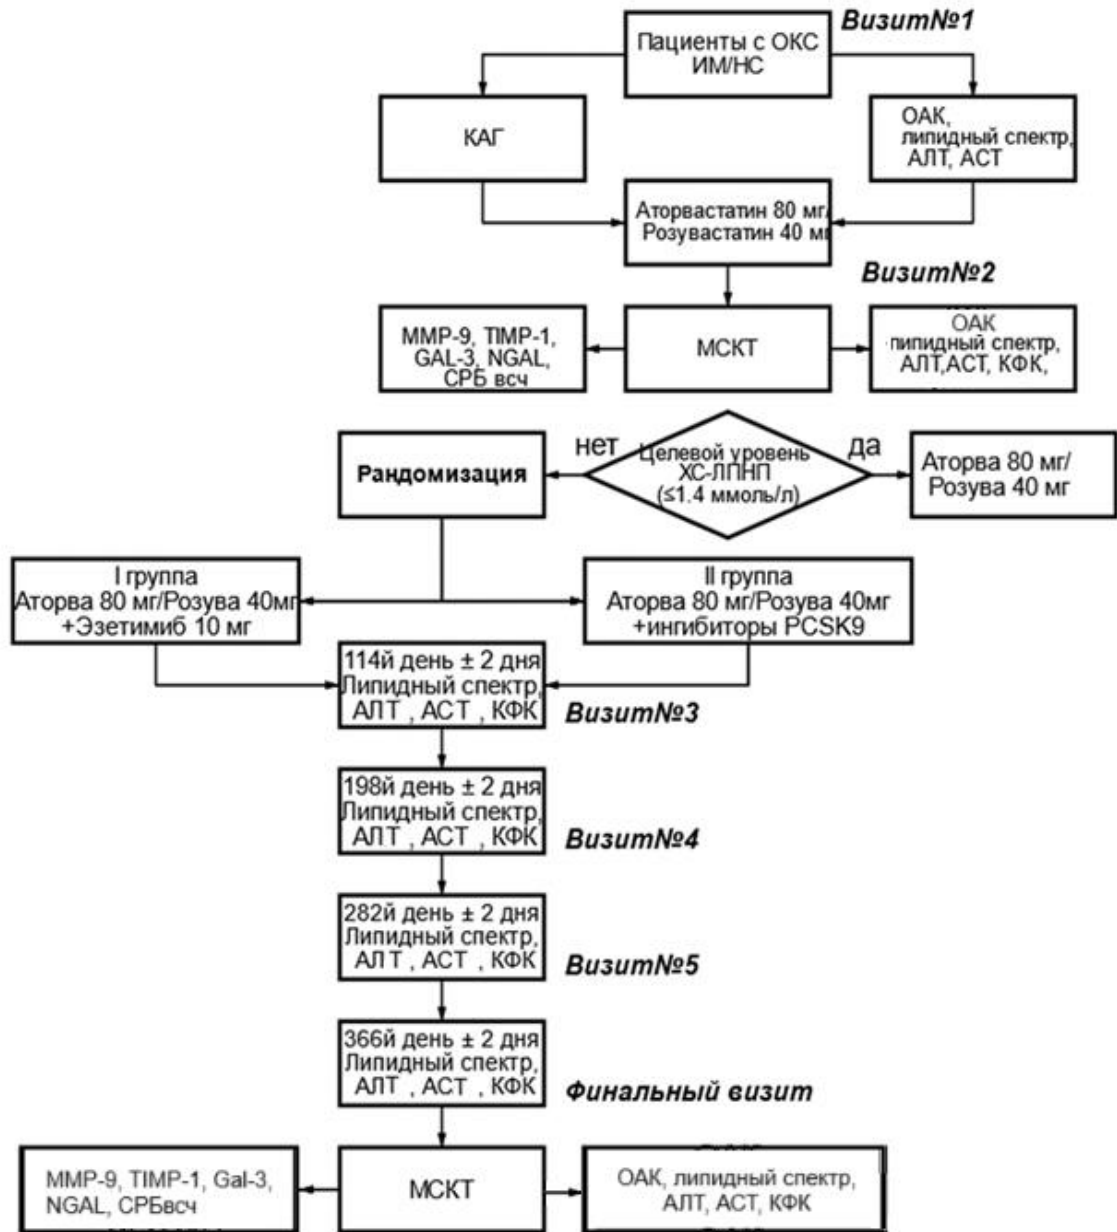 Визит№1
Пациенты с ОКС
ИМ/НС
КАГ
ОАК,
липидный спектр,
АЛТ, АСТ
Аторвастатин 80 мг/
Розувастатин 40 мг
Визит№2
ММР-9, TIMP-1,
GAL-3, NGAL,
СРБ всч
МСКТ
ОАК
липидный спектр,
АЛТ,АСТ, КФК,
Рандомизация
нет
Целевой уровень
ХС-ЛПНП
(≤1.4 ммоль/л)
да
Аторва 80 мг/
Розува 40 мг
I группа
Аторва 80 мг/Розува 40мг
+Эзетимиб 10 мг
II группа
Аторва 80 мг/Розува 40мг
+ингибиторы PCSK9
114й день ± 2 дня
Липидный спектр,
АЛТ , АСТ , КФК
Визит№3
198й день ± 2 дня
Липидный спектр,
АЛТ , АСТ , КФК
Визит№4
282й день ± 2 дня
Липидный спектр,
АЛТ , АСТ , КФК
Визит№5
366й день ± 2 дня
Липидный спектр,
АЛТ , АСТ , КФК
Финальный визит
ММР-9, TIMP-1, Gal-3,
NGAL, СРБвсч
МСКТ
ОАК, липидный спектр,
АЛТ, АСТ, КФК